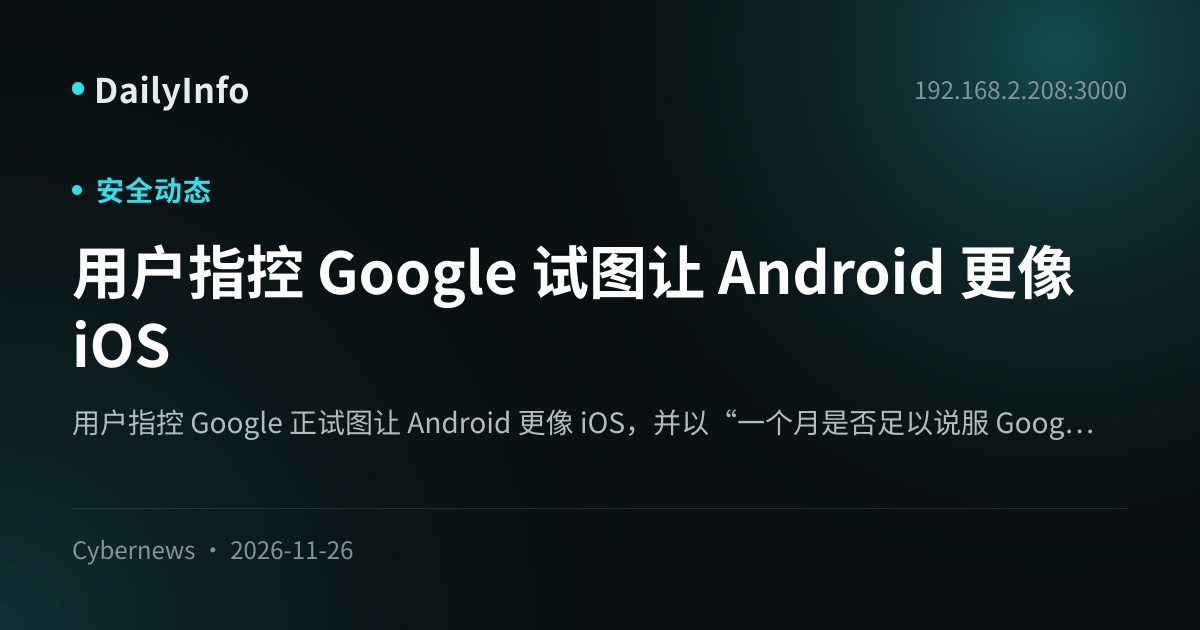 DailyInfo
192.168.2.208:3000
安全动态
用户指控 Google 试图让 Android 更像
iOS
用户指控 Google 正试图让 Android 更像 iOS，并以“一个月是否足以说服 Goog…
Cybernews · 2026-11-26